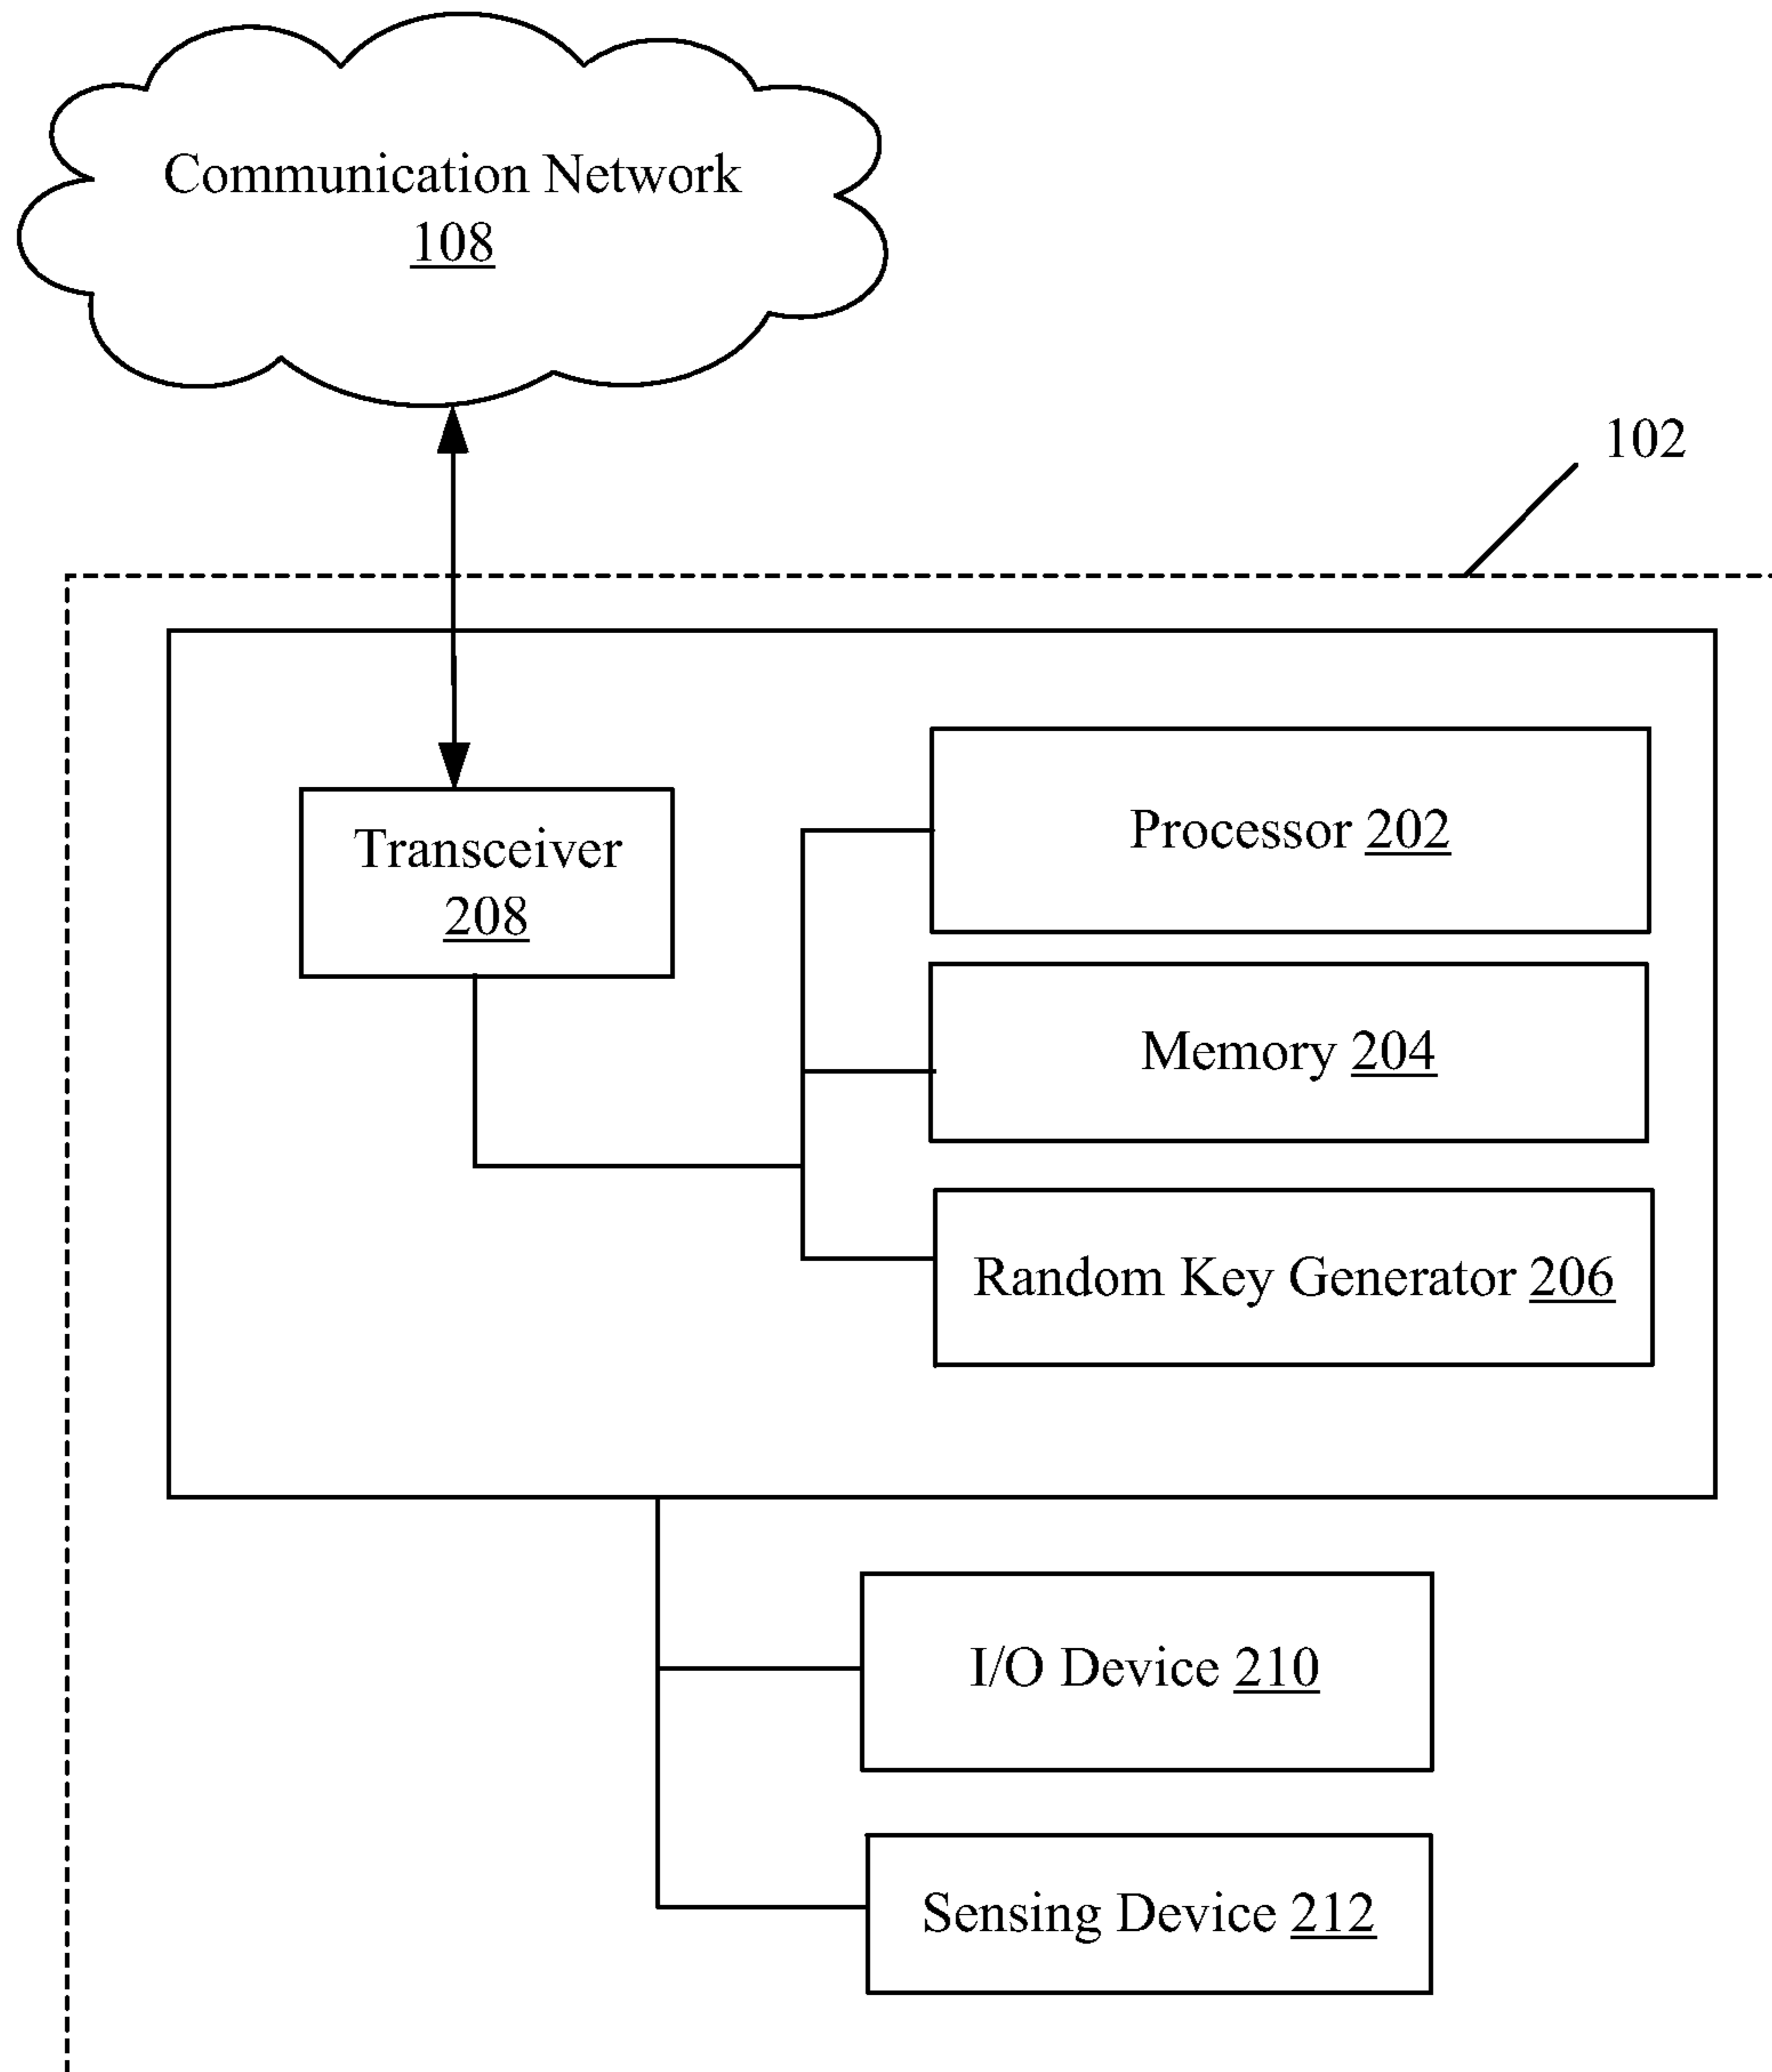 Communication Network
108
102
Transceiver
208
Processor 202
Memory 204
Random Key Generator 206
I/O Device 210
Sensing Device 212